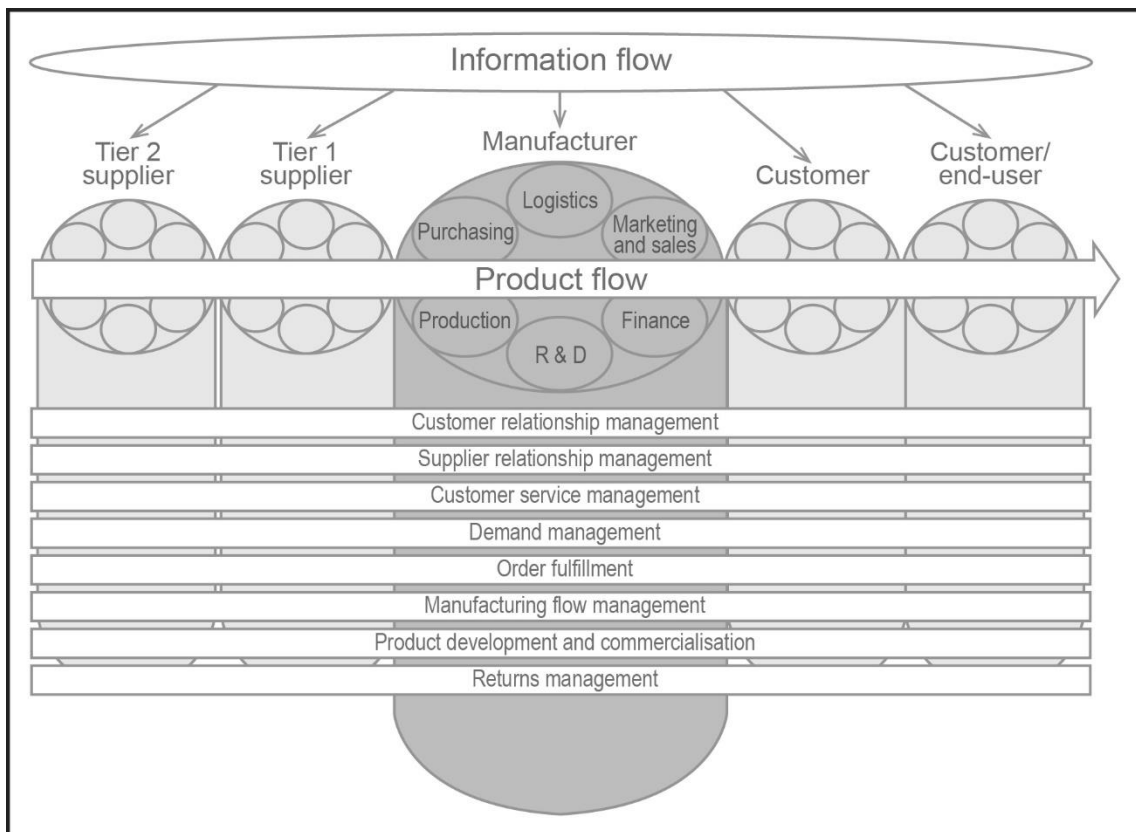 Information flow
Tier 2
supplier
Tier 1
supplier
Manufacturer
Customer
Customer/
end-user
Logistics
Purchasing
Marketing
and sales
Product flow
Production
Finance
R & D
Customer relationship management
Supplier relationship management
Customer service management
Demand management
Order fulfillment
Manufacturing flow management
Product development and commercialisation
Returns management